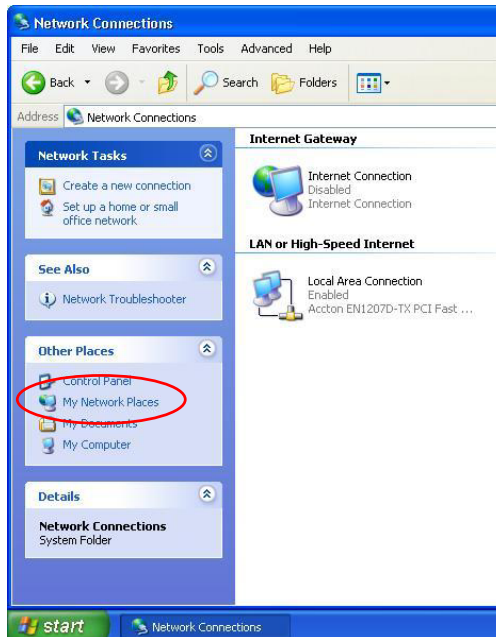 Network Connections
File Edit View Favorites Tools Advanced Help
Back Search Folders
Address Network Connections
Network Tasks
Create a new connection
Set up a home or small
office network
See Also
Network Troubleshooter
Other Places
Control Panel
My Network Places
My Documents
My Computer
Details
Network Connections
System Folder
Internet Gateway
Internet Connection
Disabled
Internet Connection
LAN or High-Speed Internet
Local Area Connection
Enabled
Accton EN1207D-TX PCI Fast ...
start Network Connections